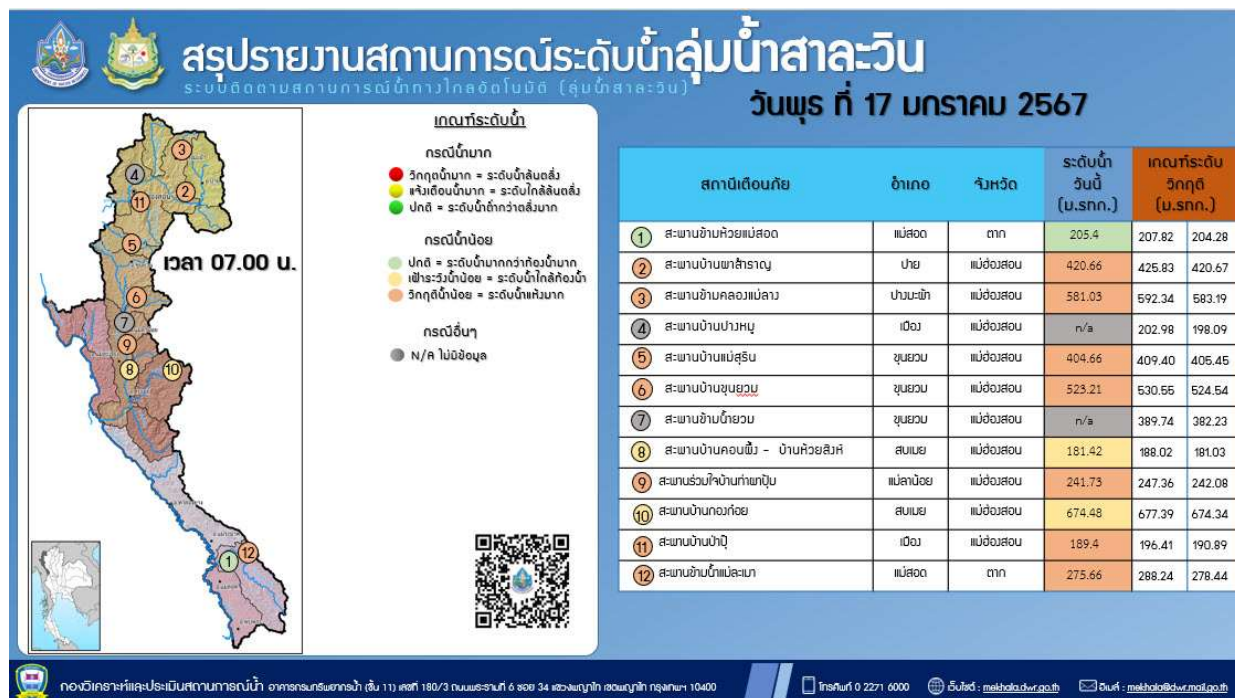 สรุปรายงานสถานการณ์ระดับน้ำลุ่มน้ำสาละวิน
ระบบติดตามสถานการณ์น้ำทางไกลอัตโนมัติ (ลุ่มน้ำสาละวิน)
วันพุธ ที่ 17 มกราคม 2567
เวลา 07.00 น.
เกณฑ์ระดับน้ำ
กรณีน้ำมาก
วิกฤตน้ำมาก = ระดับน้ำล้นตลิ่ง
แจ้งเตือนน้ำมาก = ระดับใกล้ล้นตลิ่ง
ปกติ = ระดับน้ำต่ำกว่าตลิ่งมาก
กรณีน้ำน้อย
ปกติ = ระดับน้ำมากกว่าท้องน้ำมาก
เฝ้าระวังน้ำน้อย = ระดับน้ำใกล้ท้องน้ำ
วิกฤติน้ำน้อย = ระดับน้ำแห้งมาก
กรณีอื่นๆ
N/A ไม่มีข้อมูล
3
4
2
11
5
6
7
9
8 10
12
1
สถานีเตือนภัย อำเภอ จังหวัด ระดับน้ำวันนี้ (ม.รทก.) เกณฑ์ระดับวิกฤติ (ม.รทก.)
1 สะพานข้ามห้วยแม่สอด แม่สอด ตาก 205.4 207.82 204.28
2 สะพานบ้านผาสำราญ ปาย แม่ฮ่องสอน 420.66 425.83 420.67
3 สะพานข้ามคลองแม่ลาง ปางมะผ้า แม่ฮ่องสอน 581.03 592.34 583.19
4 สะพานบ้านปางหมู เมือง แม่ฮ่องสอน n/a 202.98 198.09
5 สะพานบ้านแม่สุริน ขุนยวม แม่ฮ่องสอน 404.66 409.40 405.45
6 สะพานบ้านขุนยวม ขุนยวม แม่ฮ่องสอน 523.21 530.55 524.54
7 สะพานข้ามน้ำยวม ขุนยวม แม่ฮ่องสอน n/a 389.74 382.23
8 สะพานบ้านคอนผึ้ง - บ้านห้วยสิงห์ สบเมย แม่ฮ่องสอน 181.42 188.02 181.03
9 สะพานร่วมใจบ้านท่าผาปุ้ม แม่ลาน้อย แม่ฮ่องสอน 241.73 247.36 242.08
10 สะพานบ้านกองก๋อย สบเมย แม่ฮ่องสอน 674.48 677.39 674.34
11 สะพานบ้านป่าปุ๊ เมือง แม่ฮ่องสอน 189.4 196.41 190.89
12 สะพานข้ามน้ำแม่ละเมา แม่สอด ตาก 275.66 288.24 278.44
กองวิเคราะห์และประเมินสถานการณ์น้ำ อาคารกรมทรัพยากรน้ำ (ชั้น 11) เลขที่ 180/3 ถนนพระรามที่ 6 ซอย 34 แขวงพญาไท เขตพญาไท กรุงเทพฯ 10400 โทรศัพท์ 0 2271 6000 เว็บไซต์ : mekhala.dwr.go.th อีเมล์ : mekhala@dwr.mail.go.th